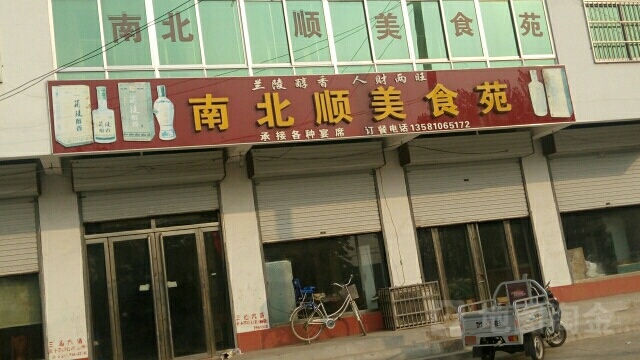 南北顺美食苑
兰陵醇香 人财两旺
南北顺美食苑
承接各种宴席 订餐电话13581065172
兰陵